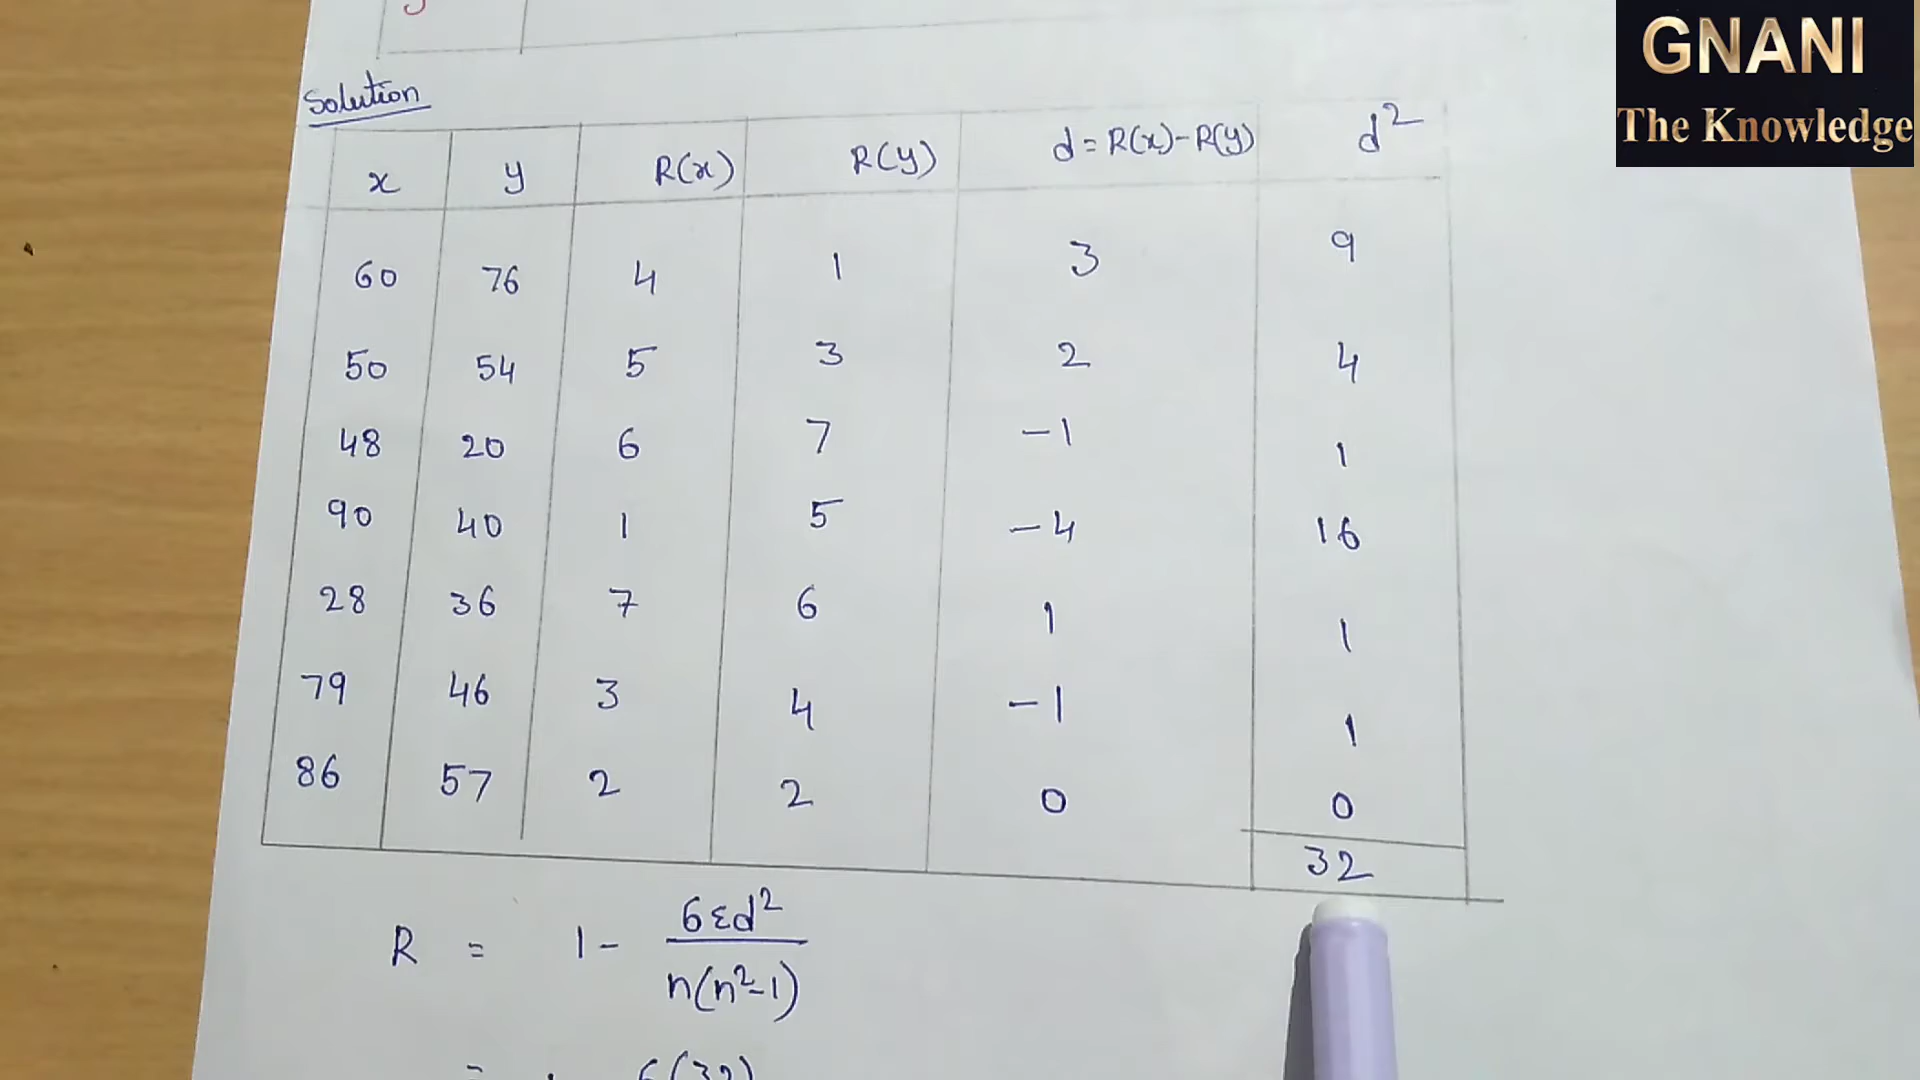 GNANI
The Knowledge
Solution
x y R(x) R(y) d = R(x) - R(y) d²
60 76 4 1 3 9
50 54 5 3 2 4
48 20 6 7 -1 1
90 40 1 5 -4 16
28 36 7 6 1 1
79 46 3 4 -1 1
86 57 2 2 0 0
32
R = 1 - 6Σd² / n(n²-1)
= 6(32)